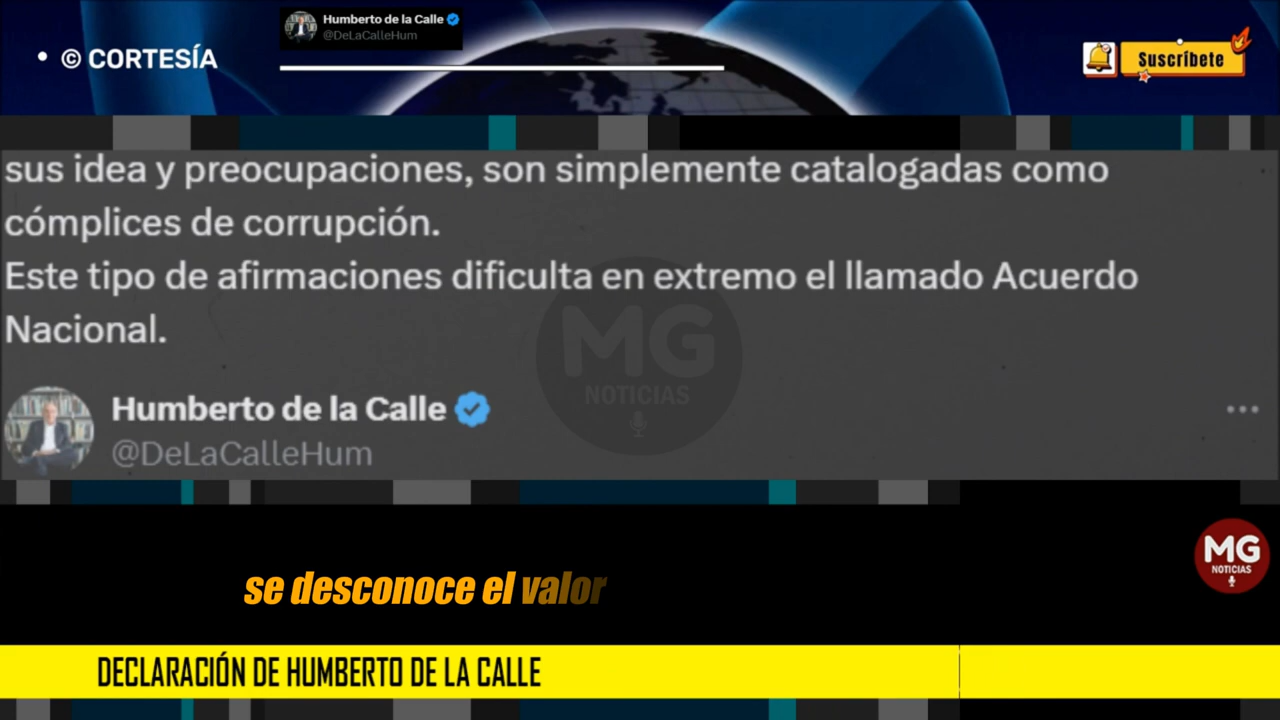 Humberto de la Calle
@DeLaCalleHum
• © CORTESÍA
Suscríbete
sus idea y preocupaciones, son simplemente catalogadas como
cómplices de corrupción.
Este tipo de afirmaciones dificulta en extremo el llamado Acuerdo
Nacional.
MG
NOTICIAS
Humberto de la Calle
@DeLaCalleHum
MG
NOTICIAS
se desconoce el valor
DECLARACIÓN DE HUMBERTO DE LA CALLE